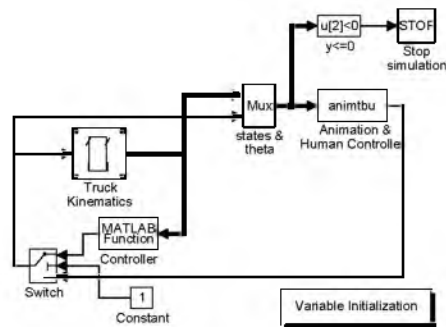 u[2]<0
STOP
y<=0
Stop
simulation
Mux
animtbu
states &
theta
Animation &
Human Controller
Truck
Kinematics
MATLAB
Function
Controller
Switch
1
Constant
Variable Initialization